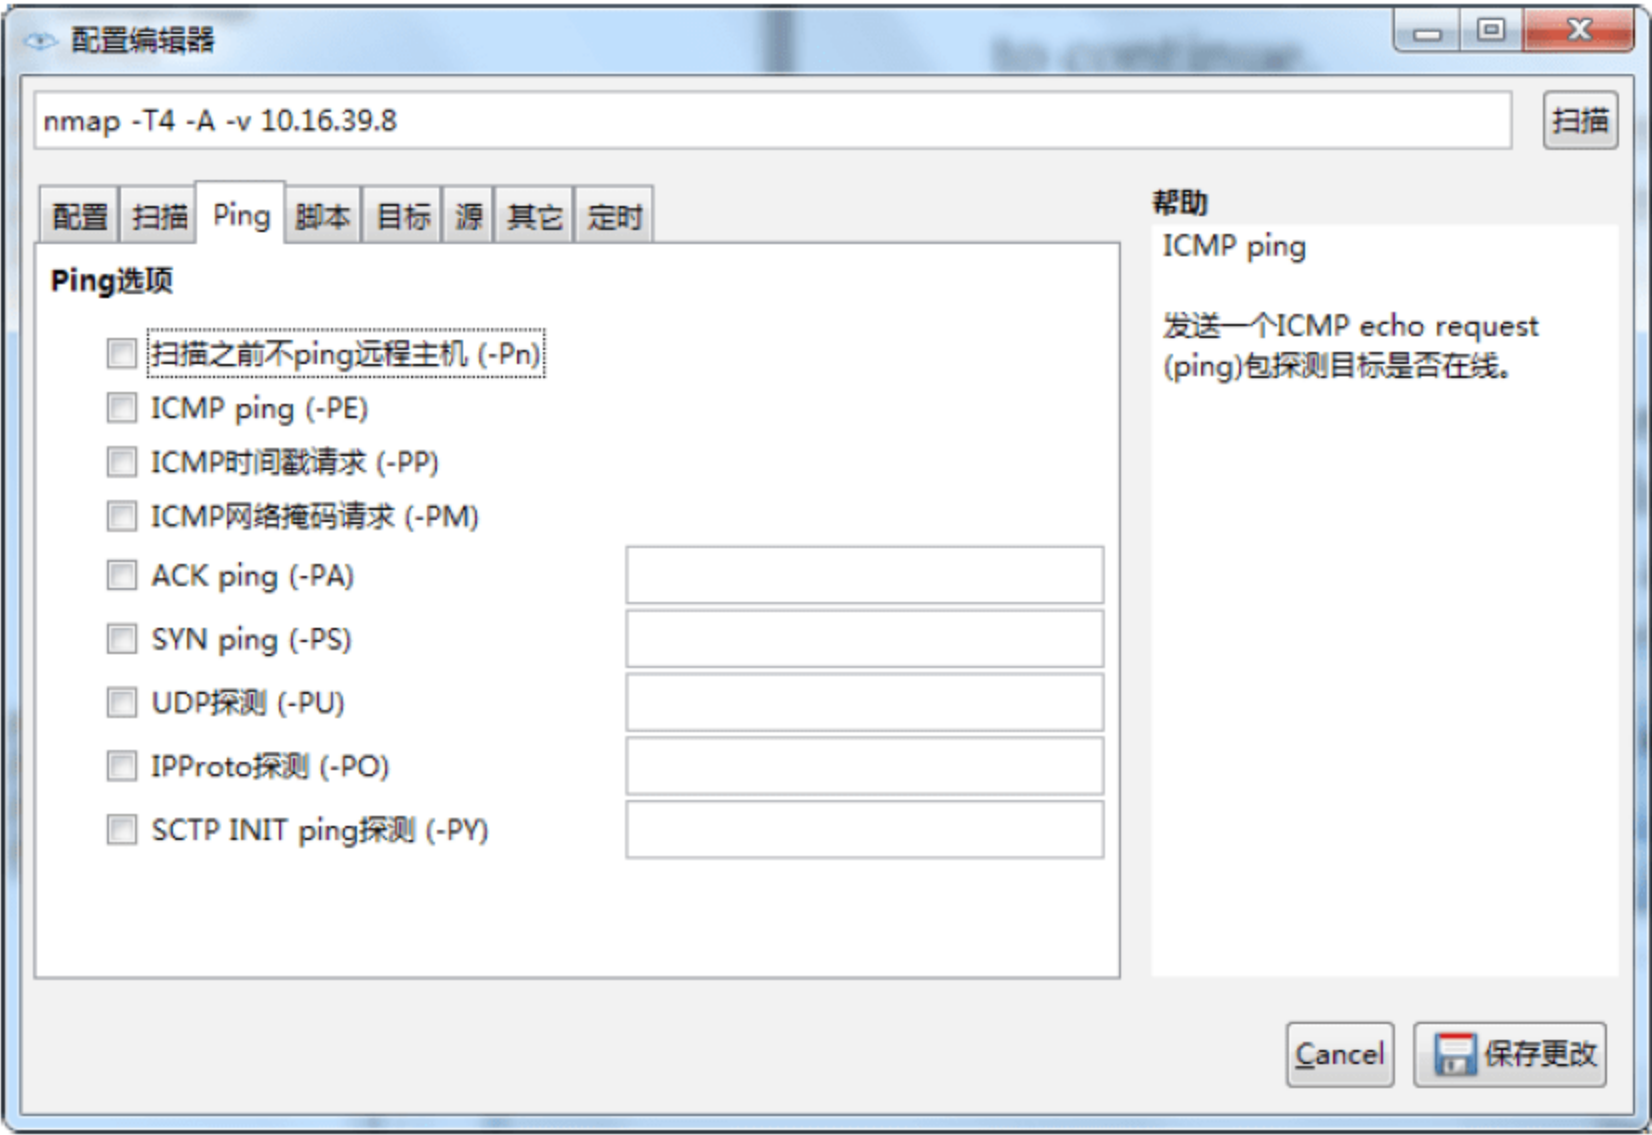 配置编辑器
to continue.
nmap -T4 -A -v 10.16.39.8
扫描
配置 扫描 Ping 脚本 目标 源 其它 定时
Ping选项
扫描之前不ping远程主机 (-Pn)
ICMP ping (-PE)
ICMP时间戳请求 (-PP)
ICMP网络掩码请求 (-PM)
ACK ping (-PA)
SYN ping (-PS)
UDP探测 (-PU)
IPProto探测 (-PO)
SCTP INIT ping探测 (-PY)
帮助
ICMP ping
发送一个ICMP echo request
(ping)包探测目标是否在线。
Cancel
保存更改